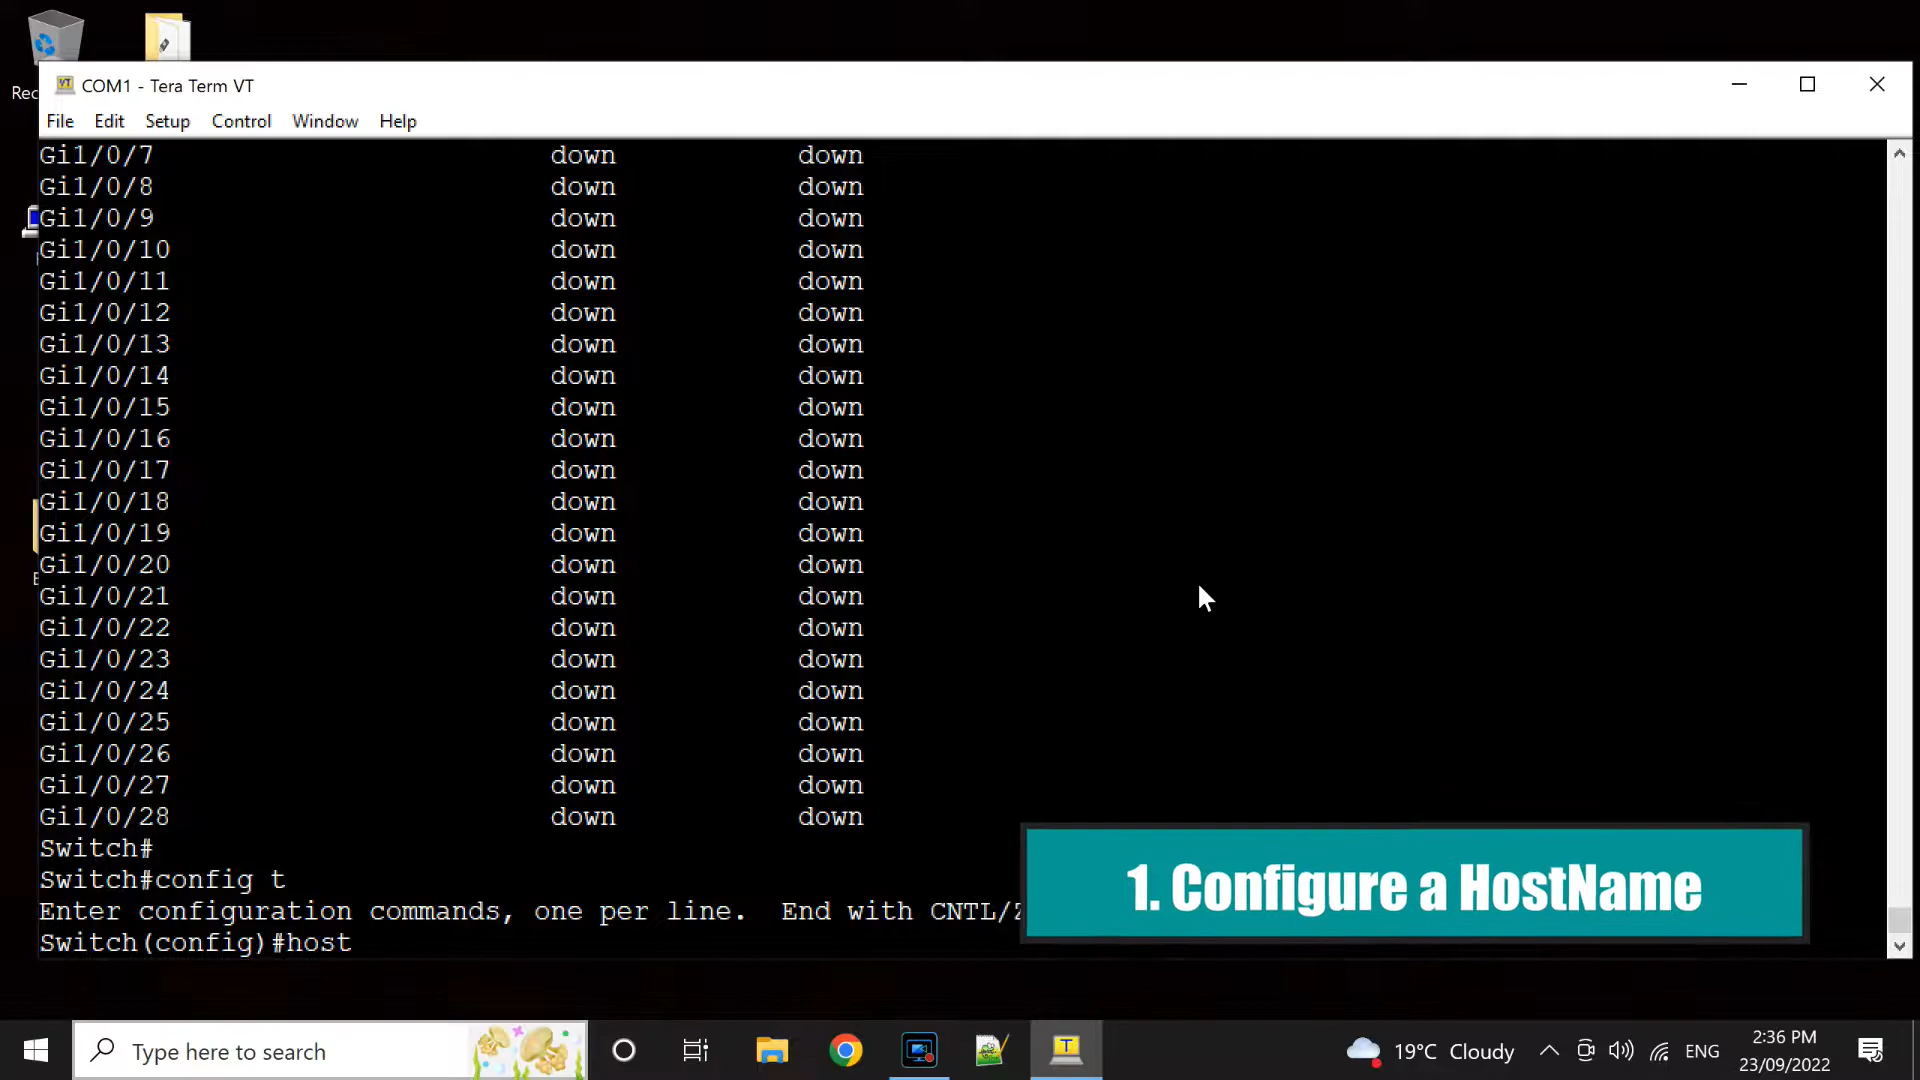 Rec
COM1 - Tera Term VT
File Edit Setup Control Window Help
Gi1/0/7 down down
Gi1/0/8 down down
Gi1/0/9 down down
Gi1/0/10 down down
Gi1/0/11 down down
Gi1/0/12 down down
Gi1/0/13 down down
Gi1/0/14 down down
Gi1/0/15 down down
Gi1/0/16 down down
Gi1/0/17 down down
Gi1/0/18 down down
Gi1/0/19 down down
Gi1/0/20 down down
Gi1/0/21 down down
Gi1/0/22 down down
Gi1/0/23 down down
Gi1/0/24 down down
Gi1/0/25 down down
Gi1/0/26 down down
Gi1/0/27 down down
Gi1/0/28 down down
Switch#
Switch#config t
Enter configuration commands, one per line. End with CNTL/Z
Switch(config)#host
1. Configure a HostName
Type here to search
19°C Cloudy
ENG
2:36 PM
23/09/2022